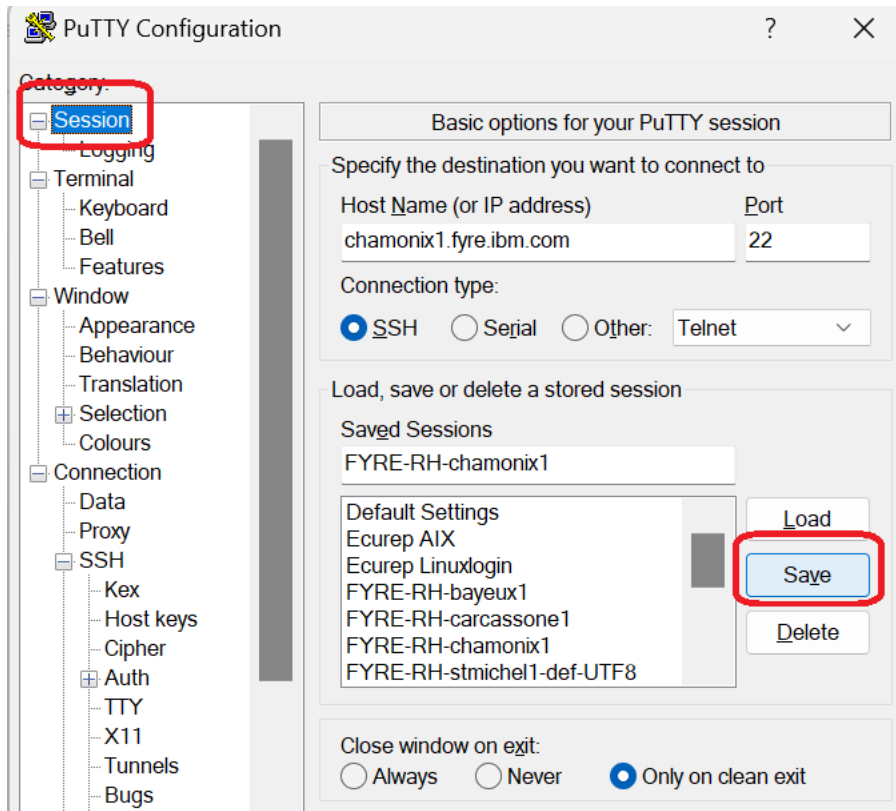 PuTTY Configuration ?
Category:
Session
Logging
Terminal
Keyboard
Bell
Features
Window
Appearance
Behaviour
Translation
Selection
Colours
Connection
Data
Proxy
SSH
Kex
Host keys
Cipher
Auth
TTY
X11
Tunnels
Bugs
Basic options for your PuTTY session
Specify the destination you want to connect to
Host Name (or IP address) Port
chamonix1.fyre.ibm.com 22
Connection type:
SSH Serial Other: Telnet
Load, save or delete a stored session
Saved Sessions
FYRE-RH-chamonix1
Default Settings
Ecurep AIX
Ecurep Linuxlogin
FYRE-RH-bayeux1
FYRE-RH-carcassone1
FYRE-RH-chamonix1
FYRE-RH-stmichel1-def-UTF8
Load
Save
Delete
Close window on exit:
Always Never Only on clean exit